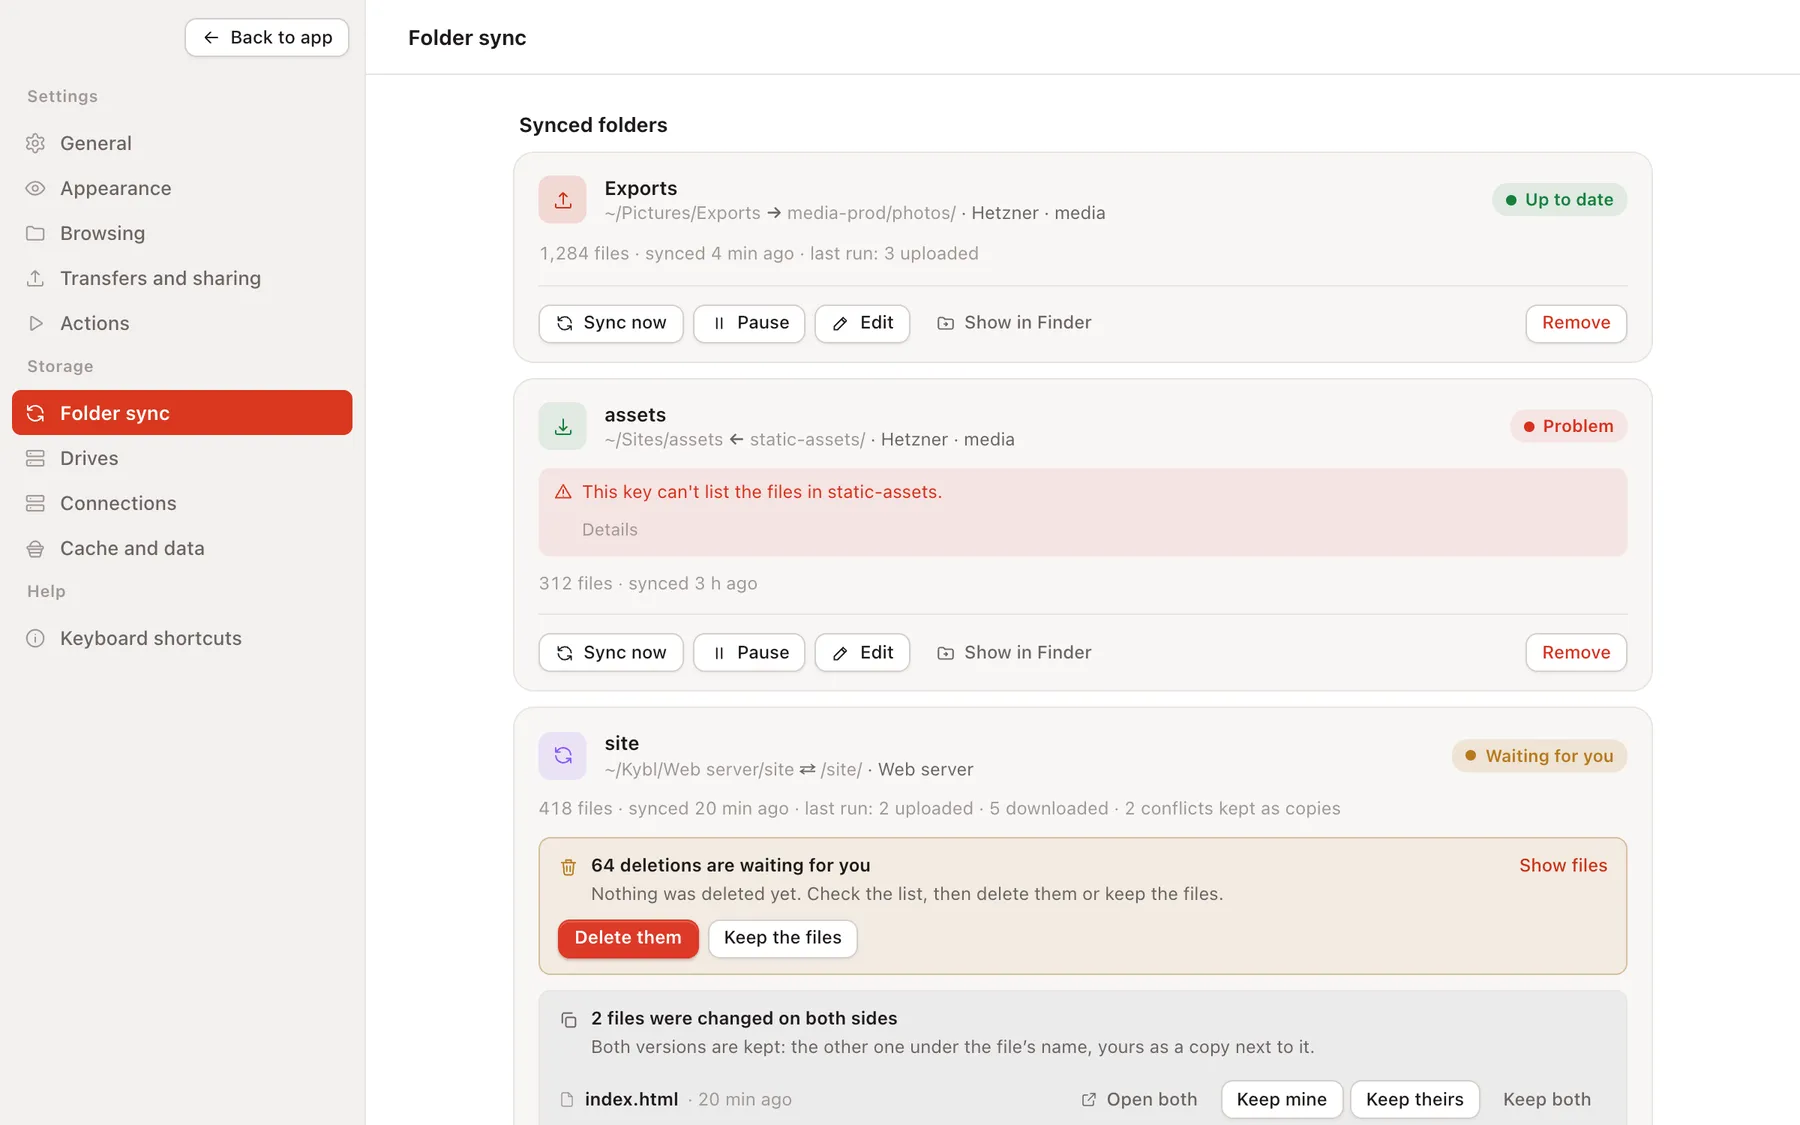 Back to app
Settings
General
Appearance
Browsing
Transfers and sharing
Actions
Storage
Folder sync
Drives
Connections
Cache and data
Help
Keyboard shortcuts
Folder sync
Synced folders
Exports
~/Pictures/Exports → media-prod/photos/ · Hetzner · media
Up to date
1,284 files · synced 4 min ago · last run: 3 uploaded
Sync now
Pause
Edit
Show in Finder
Remove
assets
~/Sites/assets ← static-assets/ · Hetzner · media
Problem
This key can't list the files in static-assets.
Details
312 files · synced 3 h ago
Sync now
Pause
Edit
Show in Finder
Remove
site
~/Kybl/Web server/site ⇄ /site/ · Web server
Waiting for you
418 files · synced 20 min ago · last run: 2 uploaded · 5 downloaded · 2 conflicts kept as copies
64 deletions are waiting for you
Show files
Nothing was deleted yet. Check the list, then delete them or keep the files.
Delete them
Keep the files
2 files were changed on both sides
Both versions are kept: the other one under the file’s name, yours as a copy next to it.
index.html · 20 min ago
Open both
Keep mine
Keep theirs
Keep both